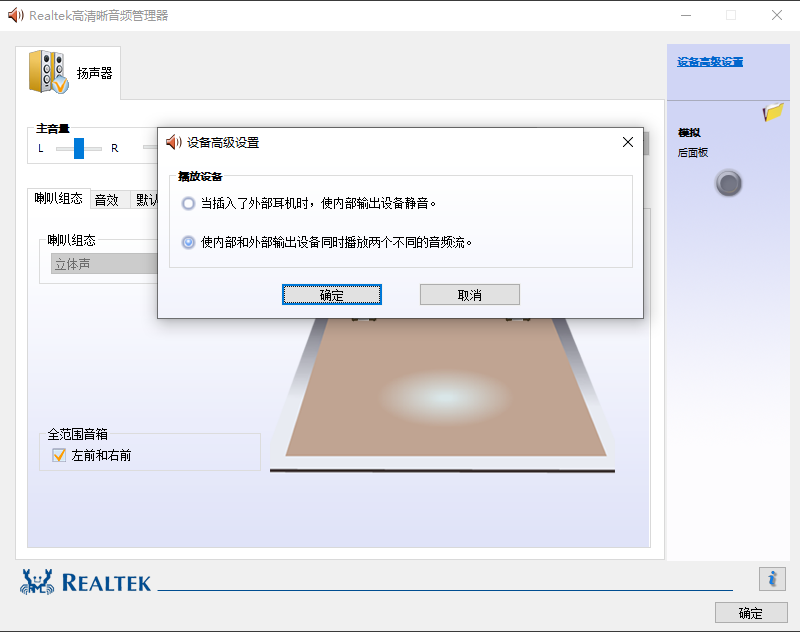 Realtek高清晰音频管理器
扬声器
设备高级设置
主音量
L
R
模拟
后面板
设备高级设置
播放设备
当插入了外部耳机时，使内部输出设备静音。
使内部和外部输出设备同时播放两个不同的音频流。
确定
取消
喇叭组态
音效
默认
喇叭组态
立体声
全范围音箱
左前和右前
REALTEK
确定